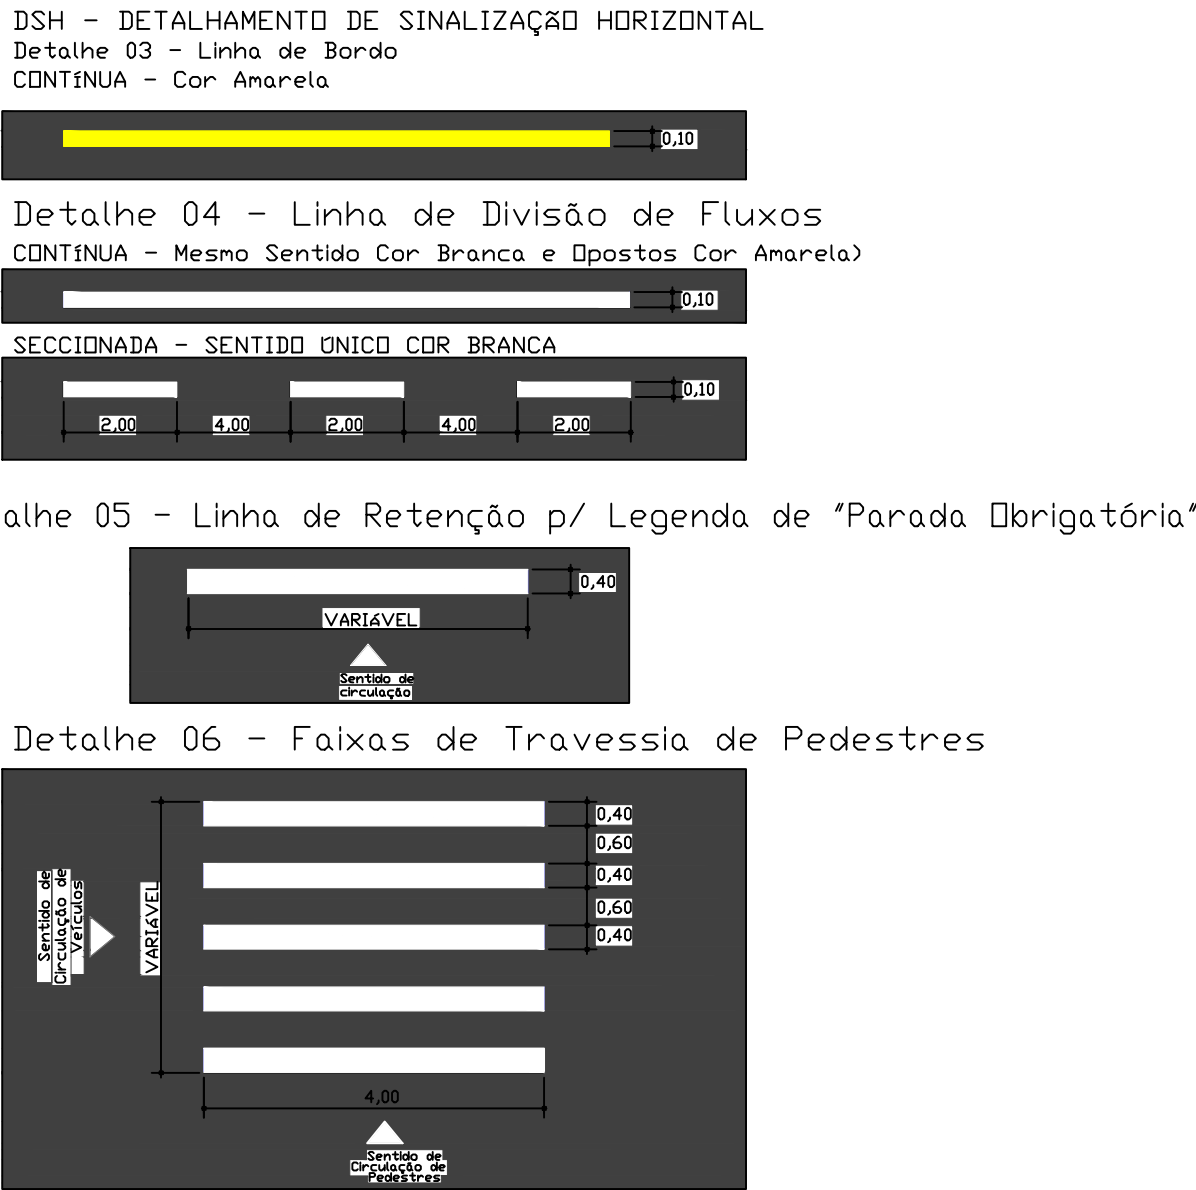 DSH - DETALHAMENTO DE SINALIZAÇÃO HORIZONTAL
Detalhe 03 - Linha de Bordo
CONTÍNUA - Cor Amarela
0,10
Detalhe 04 - Linha de Divisão de Fluxos
CONTÍNUA - Mesmo Sentido Cor Branca e Opostos Cor Amarela)
0,10
SECCIONADA - SENTIDO ÚNICO COR BRANCA
0,10
2,00 4,00 2,00 4,00 2,00
alhe 05 - Linha de Retenção p/ Legenda de "Parada Obrigatória"
0,40
VARIÁVEL
Sentido de
circulação
Detalhe 06 - Faixas de Travessia de Pedestres
0,40
0,60
0,40
0,60
0,40
Sentido de
Circulação de
Veículos
VARIÁVEL
4,00
Sentido de
Circulação de
Pedestres